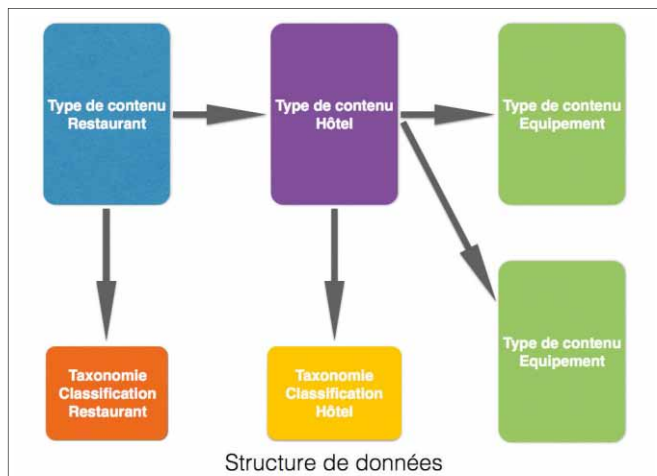 Type de contenu
Restaurant
Type de contenu
Hôtel
Type de contenu
Equipement
Type de contenu
Equipement
Taxonomie
Classification
Restaurant
Taxonomie
Classification
Hôtel
Structure de données